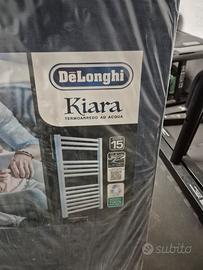 DeLonghi
Kiara
TERMOARREDO AD ACQUA
15
subito